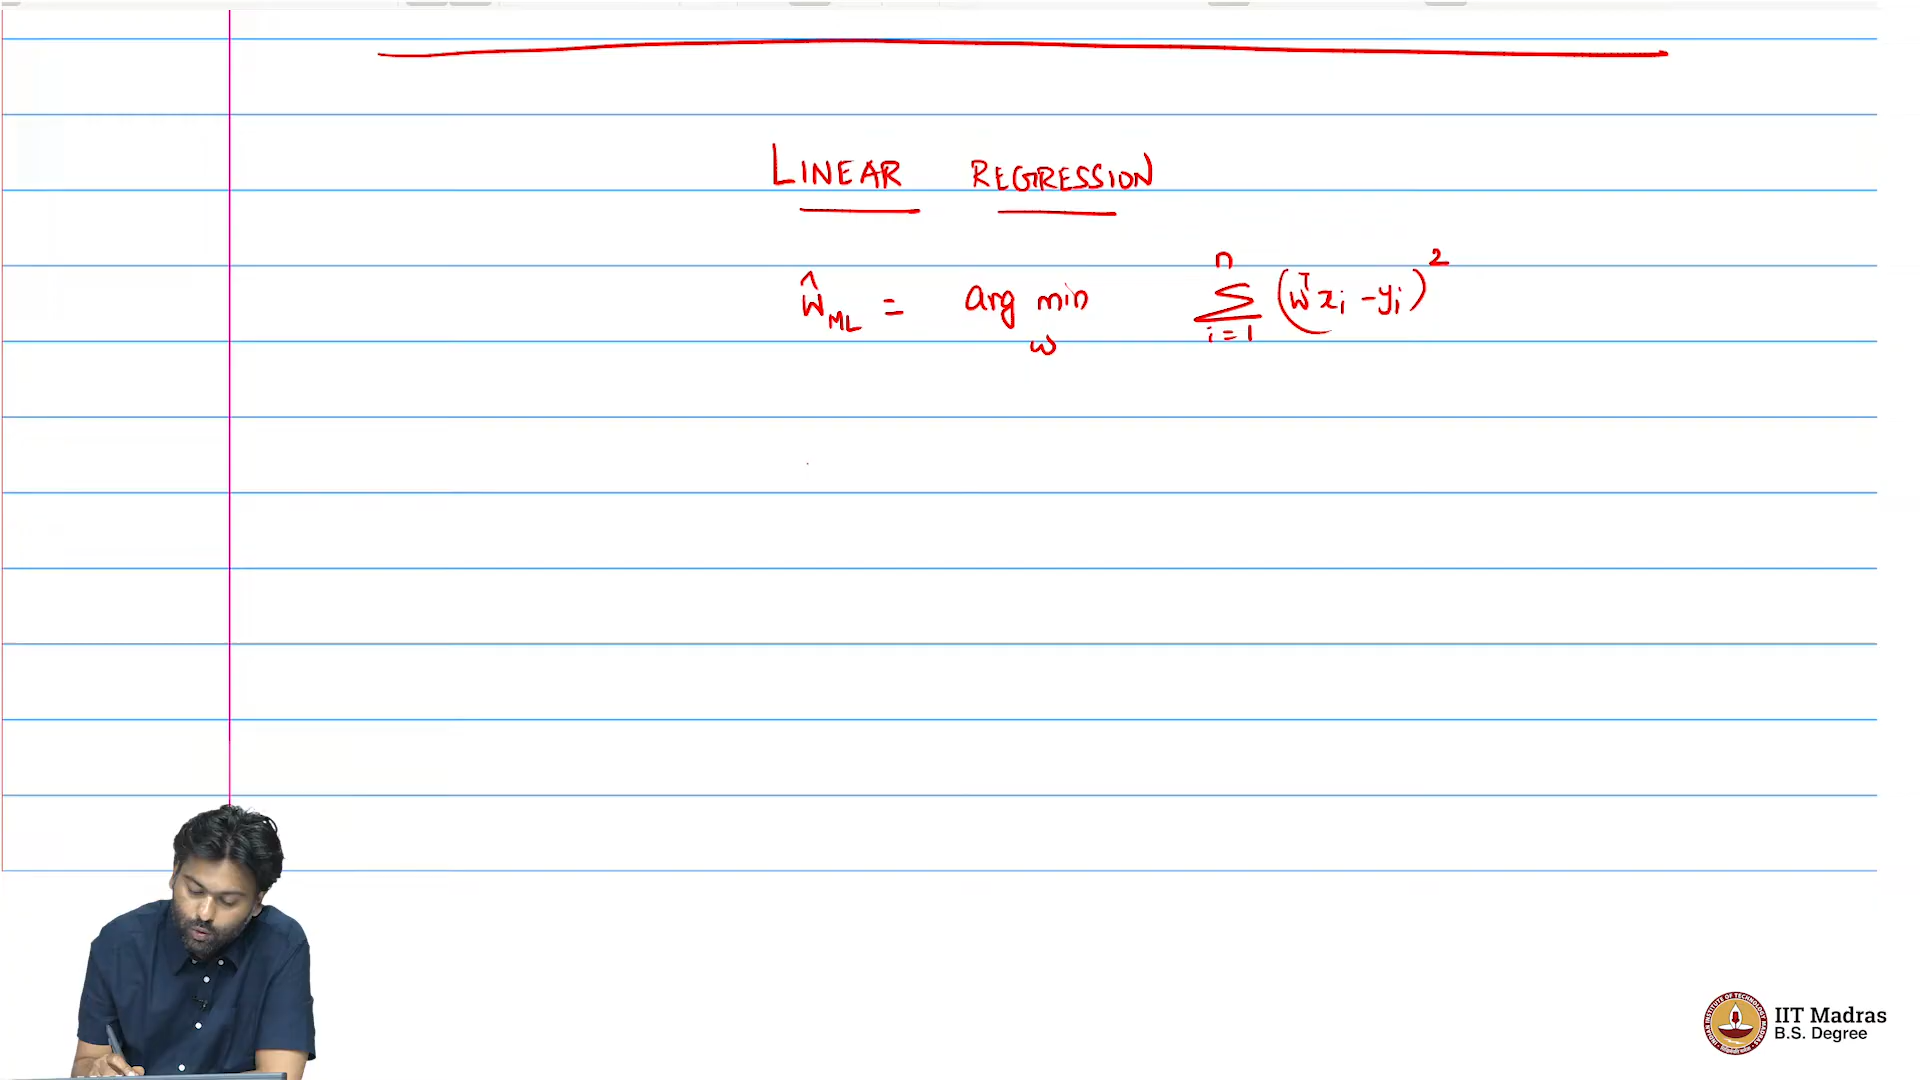 LINEAR REGRESSION
ŵ_ML = arg min_w Σ_{i=1}^{n} (wᵀx_i - y_i)²
IIT Madras
B.S. Degree